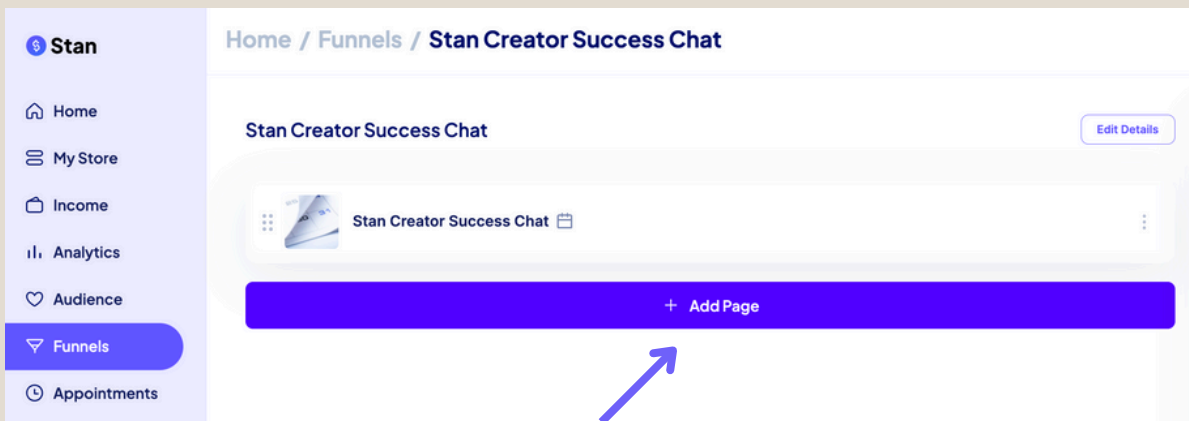 Stan
Home / Funnels / Stan Creator Success Chat
Home
My Store
Income
Analytics
Audience
Funnels
Appointments
Stan Creator Success Chat
Edit Details
Stan Creator Success Chat
+ Add Page